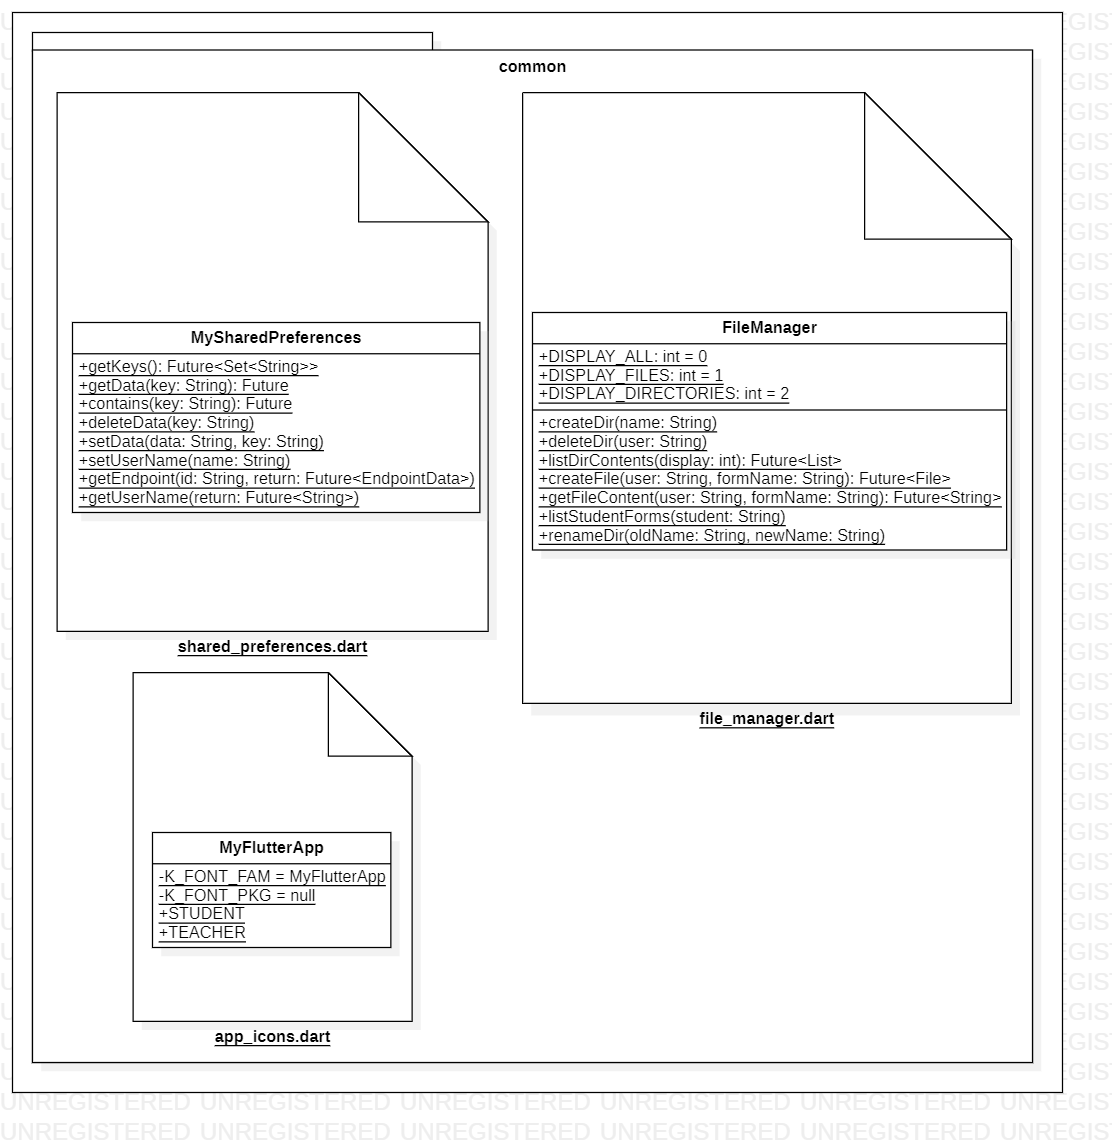 common
MySharedPreferences
+getKeys(): Future<Set<String>>
+getData(key: String): Future
+contains(key: String): Future
+deleteData(key: String)
+setData(data: String, key: String)
+setUserName(name: String)
+getEndpoint(id: String, return: Future<EndpointData>)
+getUserName(return: Future<String>)
shared_preferences.dart
FileManager
+DISPLAY_ALL: int = 0
+DISPLAY_FILES: int = 1
+DISPLAY_DIRECTORIES: int = 2
+createDir(name: String)
+deleteDir(user: String)
+listDirContents(display: int): Future<List>
+createFile(user: String, formName: String): Future<File>
+getFileContent(user: String, formName: String): Future<String>
+listStudentForms(student: String)
+renameDir(oldName: String, newName: String)
file_manager.dart
MyFlutterApp
-K_FONT_FAM = MyFlutterApp
-K_FONT_PKG = null
+STUDENT
+TEACHER
app_icons.dart
UNREGISTERED UNREGISTERED UNREGISTERED UNREGISTERED UNREGISTERED UNREGISTERED
UNREGISTERED UNREGISTERED UNREGISTERED UNREGISTERED UNREGISTERED UNREGISTERED